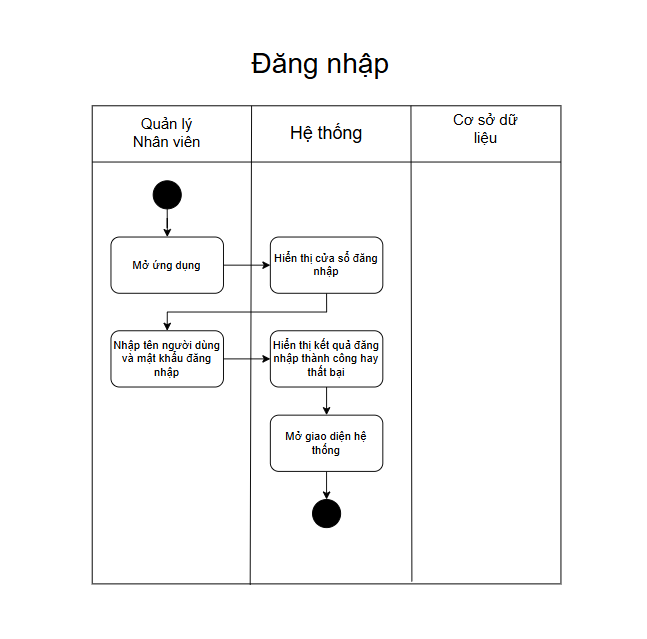 Đăng nhập
Quản lý
Nhân viên
Hệ thống
Cơ sở dữ
liệu
Mở ứng dụng
Hiển thị cửa sổ đăng
nhập
Nhập tên người dùng
và mật khẩu đăng
nhập
Hiển thị kết quả đăng
nhập thành công hay
thất bại
Mở giao diện hệ
thống